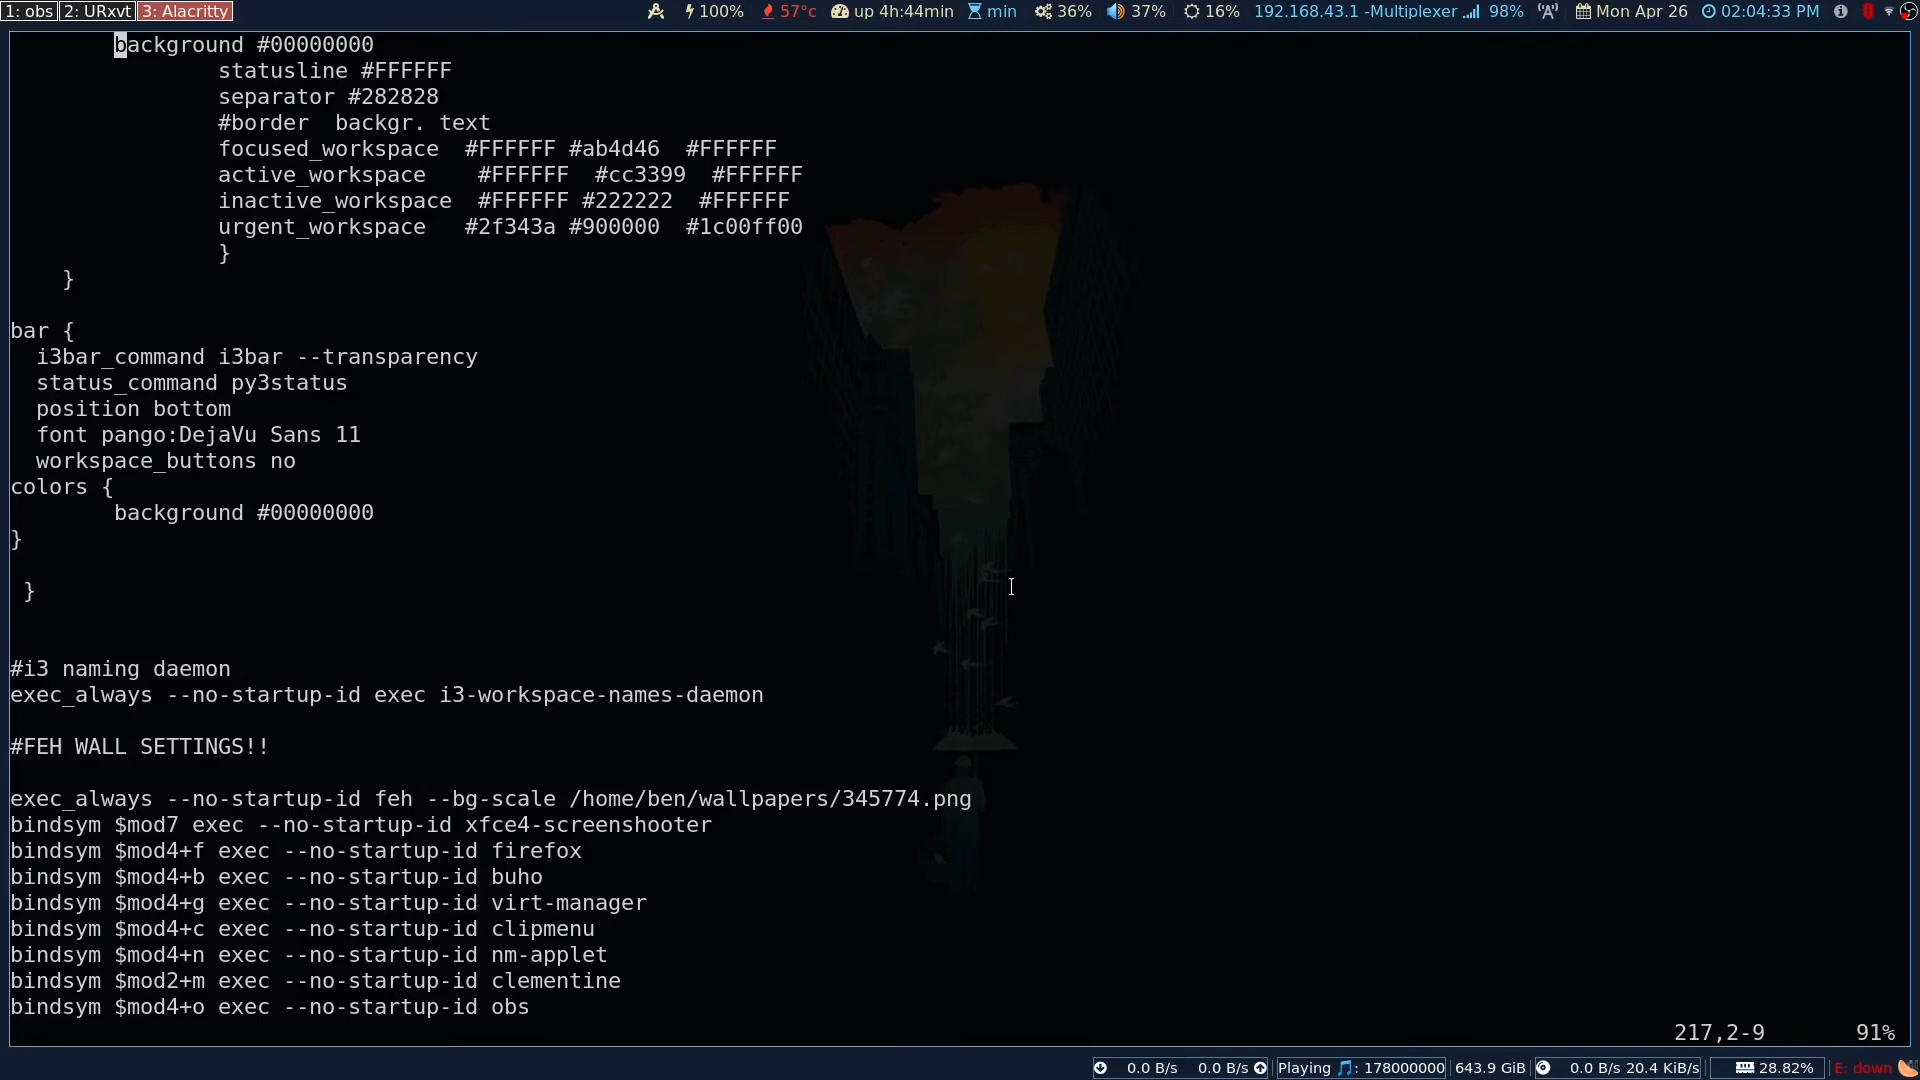 1: obs 2: URxvt 3: Alacritty 100% 57°c up 4h:44min min 36% 37% 16% 192.168.43.1 -Multiplexer 98% Mon Apr 26 02:04:33 PM
background #00000000
statusline #FFFFFF
separator #282828
#border  backgr. text
focused_workspace  #FFFFFF #ab4d46  #FFFFFF
active_workspace    #FFFFFF  #cc3399  #FFFFFF
inactive_workspace  #FFFFFF #222222  #FFFFFF
urgent_workspace   #2f343a #900000  #1c00ff00
}
}
bar {
i3bar_command i3bar --transparency
status_command py3status
position bottom
font pango:DejaVu Sans 11
workspace_buttons no
colors {
background #00000000
}
}
#i3 naming daemon
exec_always --no-startup-id exec i3-workspace-names-daemon
#FEH WALL SETTINGS!!
exec_always --no-startup-id feh --bg-scale /home/ben/wallpapers/345774.png
bindsym $mod7 exec --no-startup-id xfce4-screenshooter
bindsym $mod4+f exec --no-startup-id firefox
bindsym $mod4+b exec --no-startup-id buho
bindsym $mod4+g exec --no-startup-id virt-manager
bindsym $mod4+c exec --no-startup-id clipmenu
bindsym $mod4+n exec --no-startup-id nm-applet
bindsym $mod2+m exec --no-startup-id clementine
bindsym $mod4+o exec --no-startup-id obs
217,2-9 91%
0.0 B/s 0.0 B/s Playing 🎵: 178000000 643.9 GiB 0.0 B/s 20.4 KiB/s 28.82% E: down